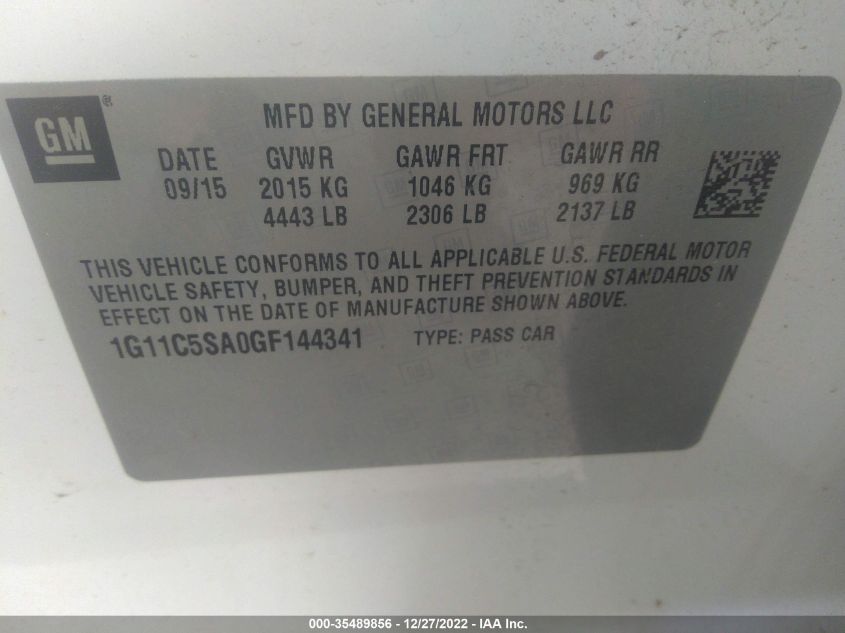 GM®
MFD BY GENERAL MOTORS LLC
DATE GVWR GAWR FRT GAWR RR
09/15 2015 KG 1046 KG 969 KG
4443 LB 2306 LB 2137 LB
THIS VEHICLE CONFORMS TO ALL APPLICABLE U.S. FEDERAL MOTOR
VEHICLE SAFETY, BUMPER, AND THEFT PREVENTION STANDARDS IN
EFFECT ON THE DATE OF MANUFACTURE SHOWN ABOVE.
1G11C5SA0GF144341 TYPE: PASS CAR
000-35489856 - 12/27/2022 - IAA Inc.